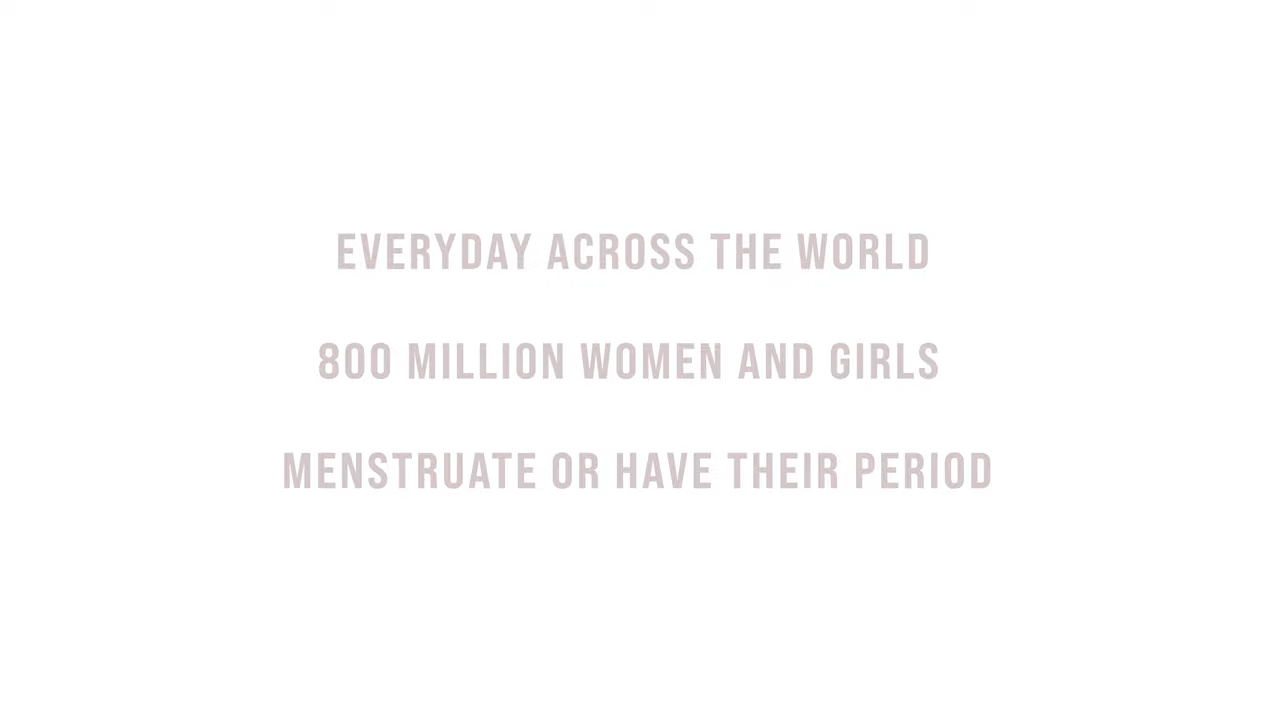 EVERYDAY ACROSS THE WORLD
800 MILLION WOMEN AND GIRLS
MENSTRUATE OR HAVE THEIR PERIOD